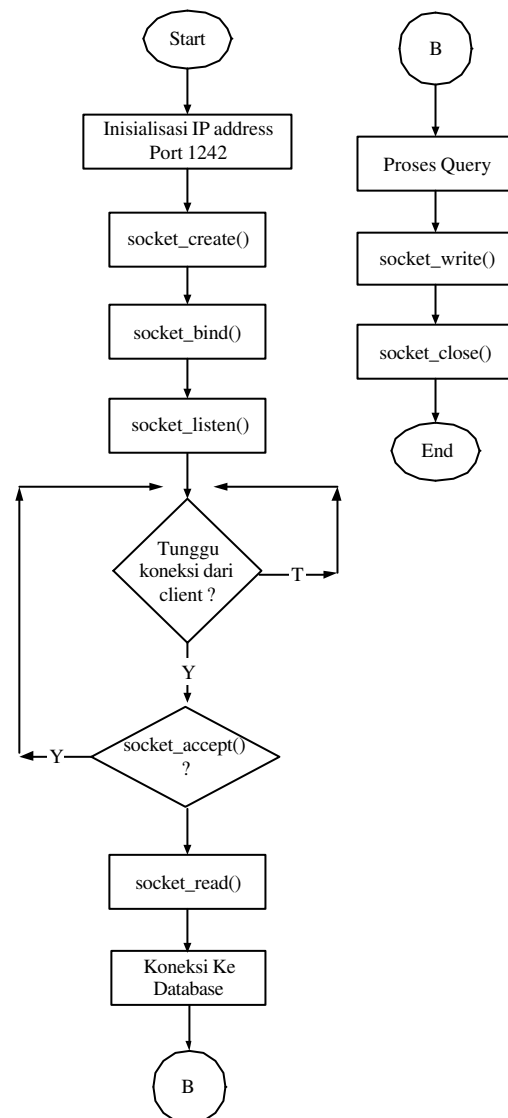 Start
Inisialisasi IP address
Port 1242
socket_create()
socket_bind()
socket_listen()
Tunggu
koneksi dari
client ?
T
Y
socket_accept()
?
Y
socket_read()
Koneksi Ke
Database
B
B
Proses Query
socket_write()
socket_close()
End